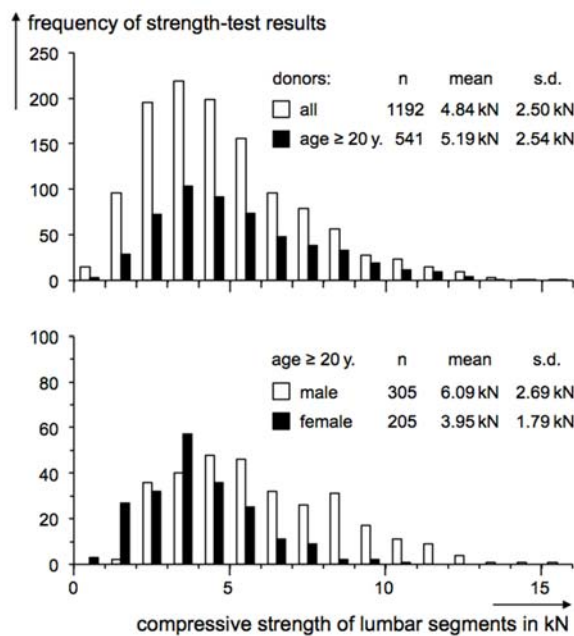 frequency of strength-test results
250
200
150
100
50
0
donors: n mean s.d.
all 1192 4.84 kN 2.50 kN
age ≥ 20 y. 541 5.19 kN 2.54 kN
100
80
60
40
20
0
age ≥ 20 y. n mean s.d.
male 305 6.09 kN 2.69 kN
female 205 3.95 kN 1.79 kN
0 5 10 15
compressive strength of lumbar segments in kN